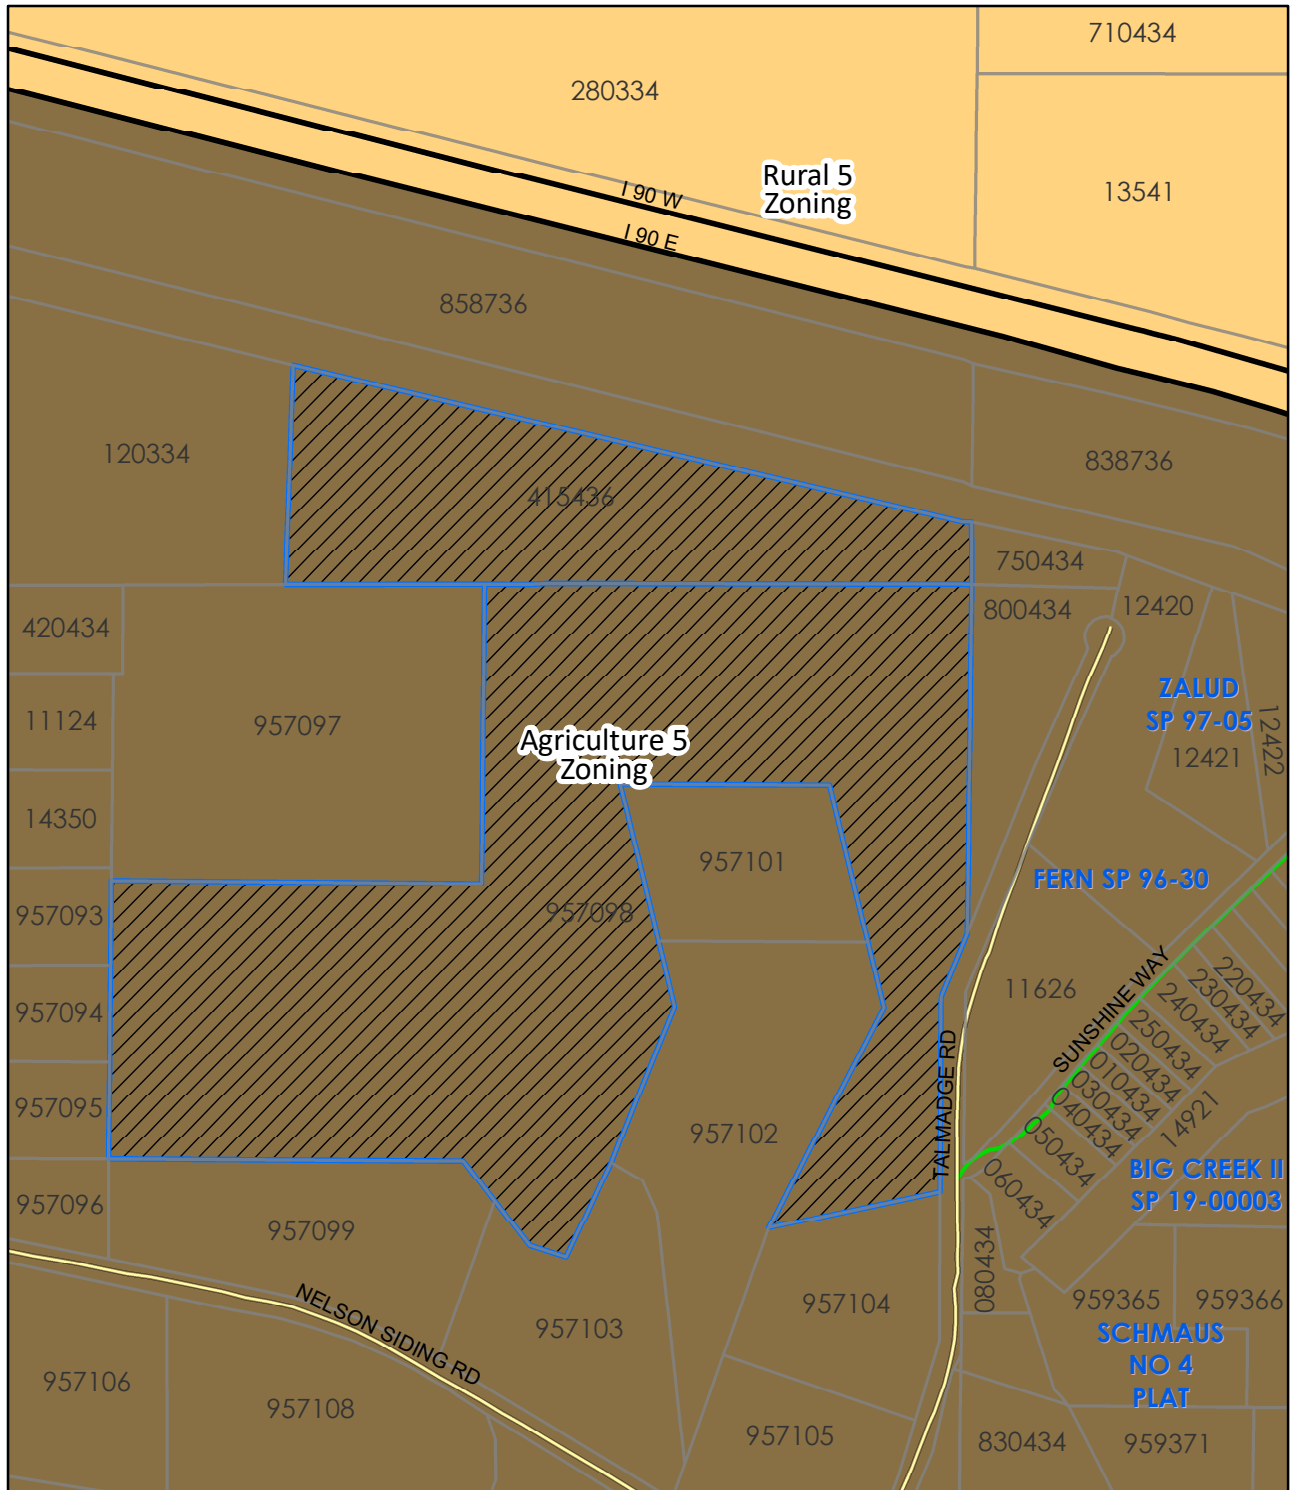 710434
280334
Rural 5
Zoning
13541
I 90 W
I 90 E
858736
120334
415436
838736
750434
800434
12420
420434
ZALUD
SP 97-05
12421
12422
11124
957097
Agriculture 5
Zoning
14350
957101
FERN SP 96-30
957093
957098
11626
SUNSHINE WAY
220434
230434
240434
250434
020434
010434
030434
040434
050434
060434
14921
957094
TALMADGE RD
957095
957102
BIG CREEK II
SP 19-00003
957096
957099
080434
NELSON SIDING RD
957103
957104
959365
959366
SCHMAUS
NO 4
PLAT
957106
957108
957105
830434
959371